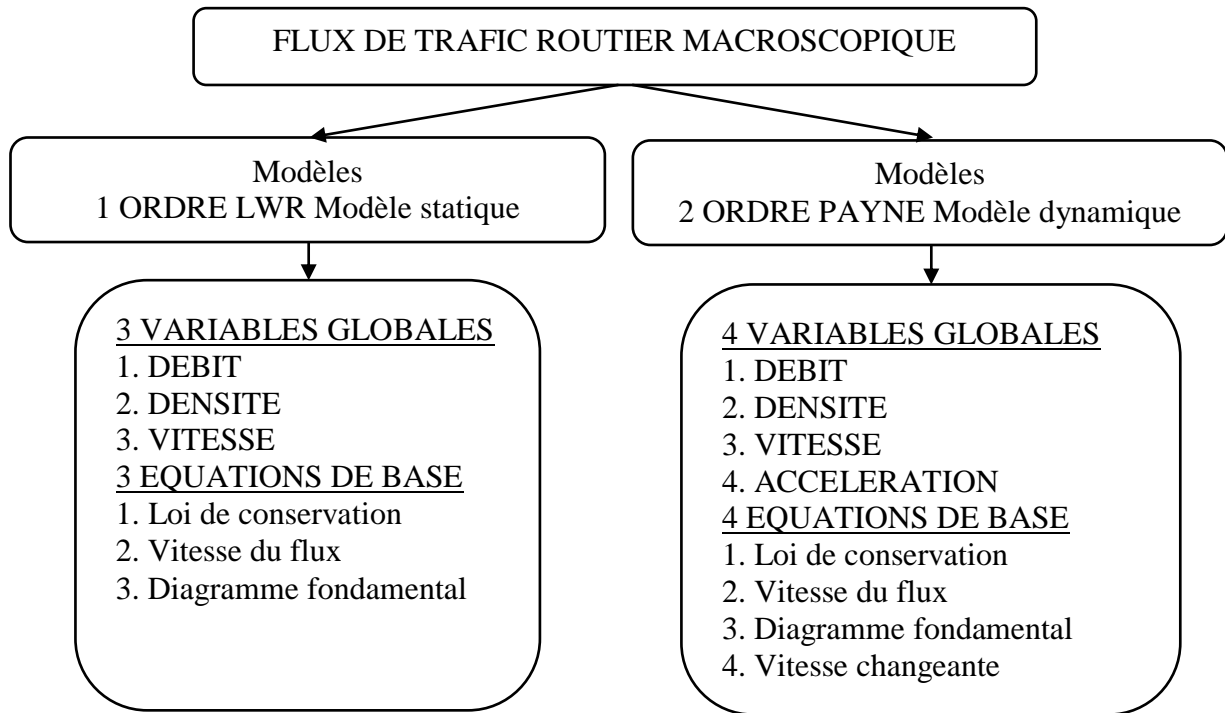 FLUX DE TRAFIC ROUTIER MACROSCOPIQUE
Modèles
1 ORDRE LWR Modèle statique
Modèles
2 ORDRE PAYNE Modèle dynamique
3 VARIABLES GLOBALES
1. DEBIT
2. DENSITE
3. VITESSE
3 EQUATIONS DE BASE
1. Loi de conservation
2. Vitesse du flux
3. Diagramme fondamental
4 VARIABLES GLOBALES
1. DEBIT
2. DENSITE
3. VITESSE
4. ACCELERATION
4 EQUATIONS DE BASE
1. Loi de conservation
2. Vitesse du flux
3. Diagramme fondamental
4. Vitesse changeante